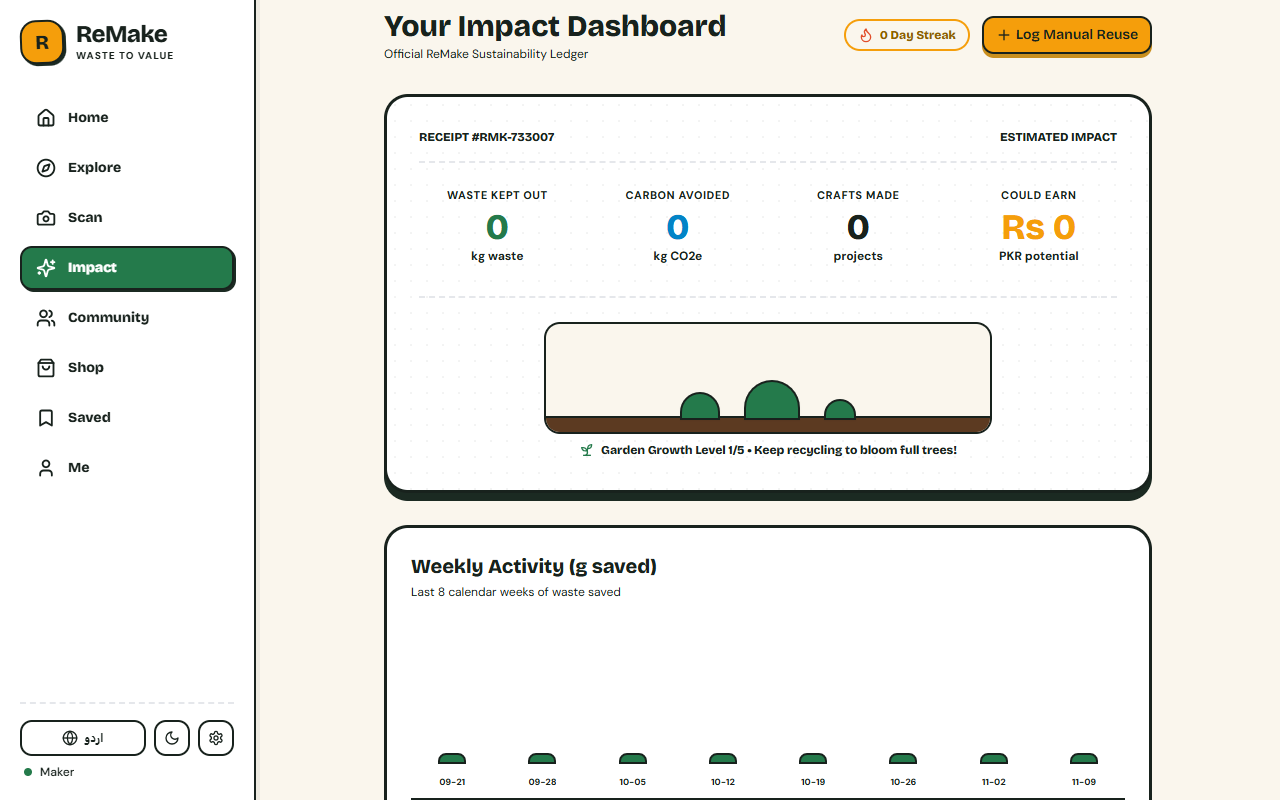 R
ReMake
WASTE TO VALUE
Home
Explore
Scan
Impact
Community
Shop
Saved
Me
اردو
Maker
Your Impact Dashboard
Official ReMake Sustainability Ledger
0 Day Streak
+ Log Manual Reuse
RECEIPT #RMK-733007
ESTIMATED IMPACT
WASTE KEPT OUT
0
kg waste
CARBON AVOIDED
0
kg CO2e
CRAFTS MADE
0
projects
COULD EARN
Rs 0
PKR potential
Garden Growth Level 1/5 • Keep recycling to bloom full trees!
Weekly Activity (g saved)
Last 8 calendar weeks of waste saved
09-21 09-28 10-05 10-12 10-19 10-26 11-02 11-09